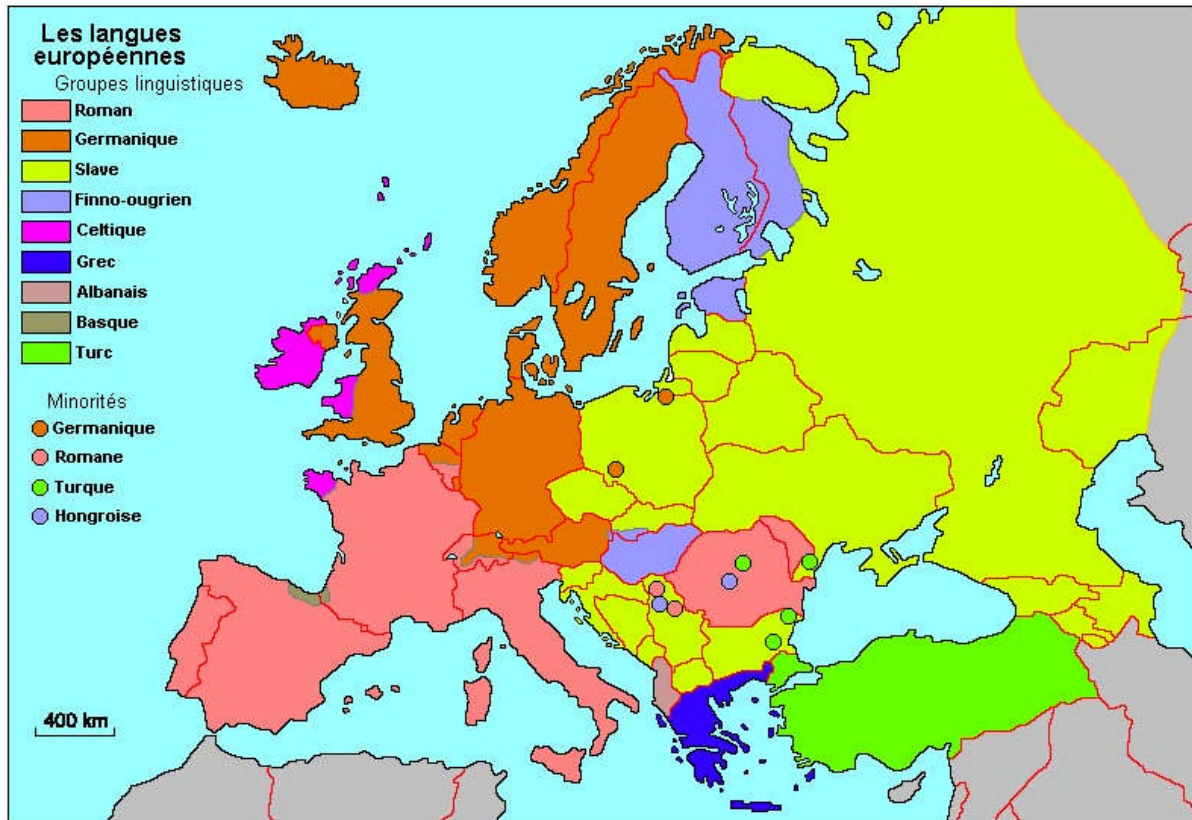 Les langues
européennes
Groupes linguistiques
Roman
Germanique
Slave
Finno-ougrien
Celtique
Grec
Albanais
Basque
Turc
Minorités
Germanique
Romane
Turque
Hongroise
400 km